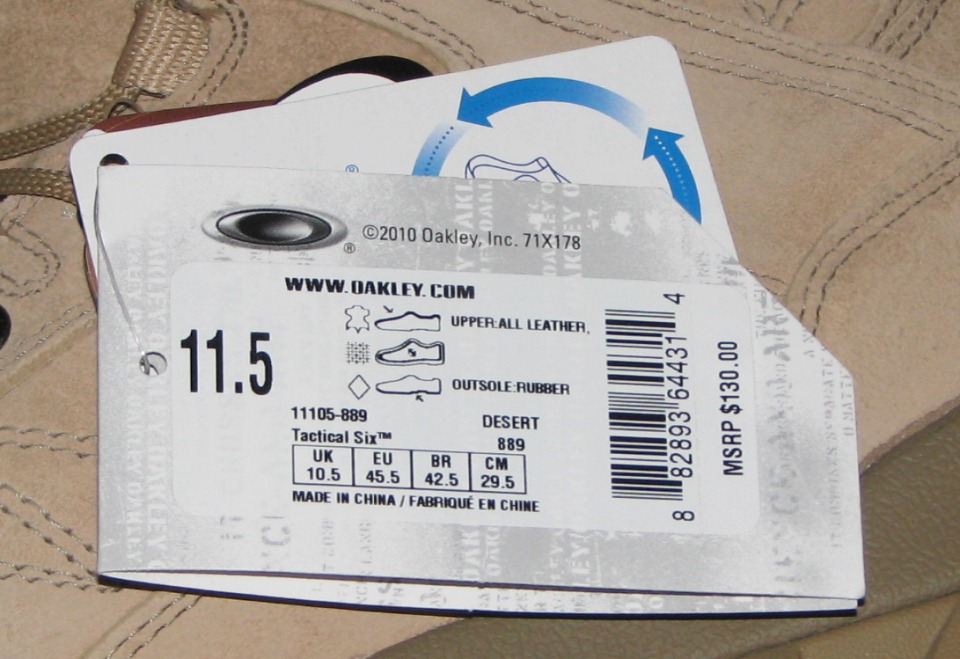 ®
® ©2010 Oakley, Inc. 71X178
WWW.OAKLEY.COM
11.5
UPPER:ALL LEATHER,
OUTSOLE:RUBBER
11105-889 DESERT
Tactical Six™ 889
UK EU BR CM
10.5 45.5 42.5 29.5
MADE IN CHINA / FABRIQUÉ EN CHINE
8 82893 64431 4
MSRP $130.00